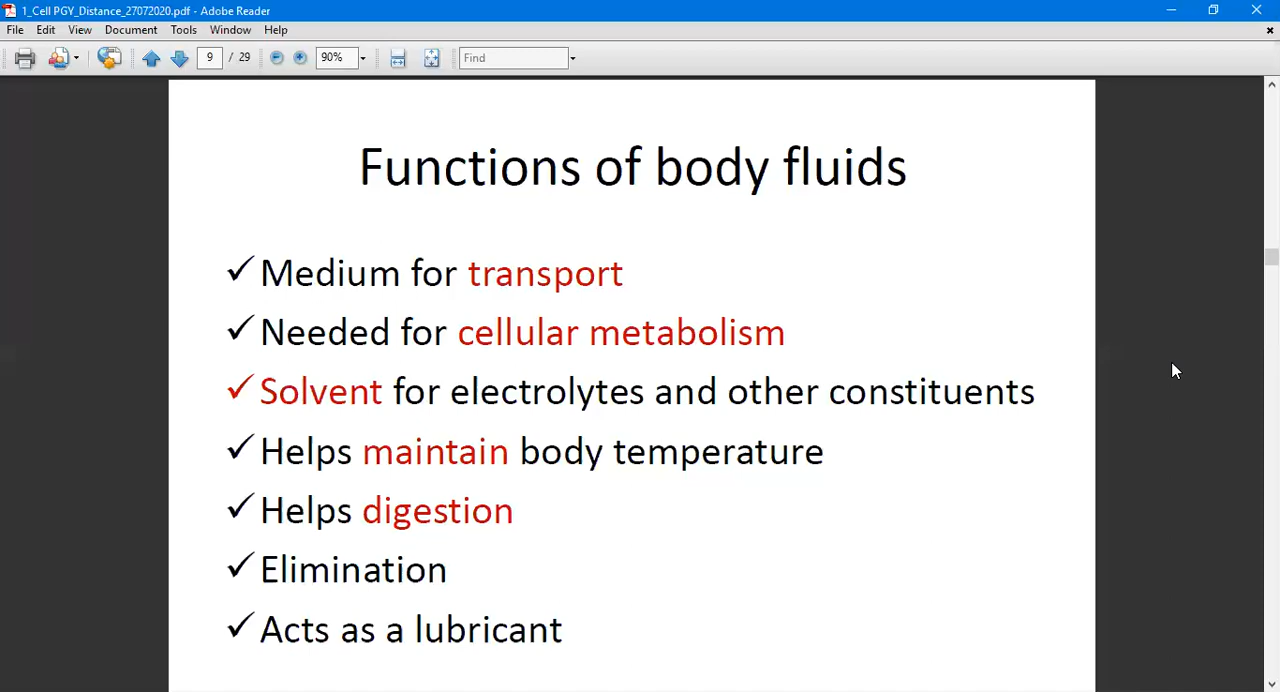 1_Cell PGY_Distance_27072020.pdf - Adobe Reader
File Edit View Document Tools Window Help
9 / 29 90% Find
Functions of body fluids
✓Medium for transport
✓Needed for cellular metabolism
✓Solvent for electrolytes and other constituents
✓Helps maintain body temperature
✓Helps digestion
✓Elimination
✓Acts as a lubricant